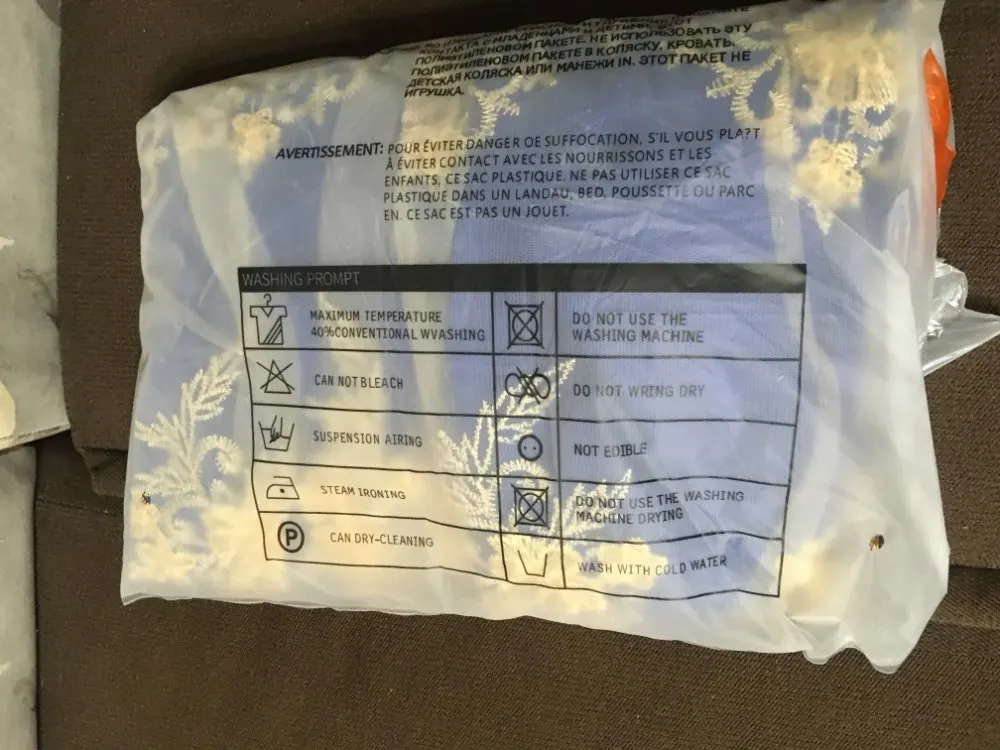 КОНТАКТА С МЛАДЕНЦАМИ И ДЕТЬМИ, ОТ
ПОЛИЭТИЛЕНОВОМ ПАКЕТЕ. НЕ ИСПОЛЬЗОВАТЬ ЭТУ
ПОЛИЭТИЛЕНОВОМ ПАКЕТЕ В КОЛЯСКУ, КРОВАТЬ,
ДЕТСКАЯ КОЛЯСКА ИЛИ МАНЕЖИ IN. ЭТОТ ПАКЕТ НЕ
ИГРУШКА.
AVERTISSEMENT: POUR ÉVITER DANGER OE SUFFOCATION, S'IL VOUS PLA?T
À ÉVITER CONTACT AVEC LES NOURRISSONS ET LES
ENFANTS, CE SAC PLASTIQUE. NE PAS UTILISER CE SAC
PLASTIQUE DANS UN LANDAU, BED, POUSSETTE OU PARC
EN. CE SAC EST PAS UN JOUET.
WASHING PROMPT
MAXIMUM TEMPERATURE
40%CONVENTIONAL WVASHING
DO NOT USE THE
WASHING MACHINE
CAN NOT BLEACH
DO NOT WRING DRY
SUSPENSION AIRING
NOT EDIBLE
STEAM IRONING
DO NOT USE THE WASHING
MACHINE DRYING
P
CAN DRY-CLEANING
WASH WITH COLD WATER